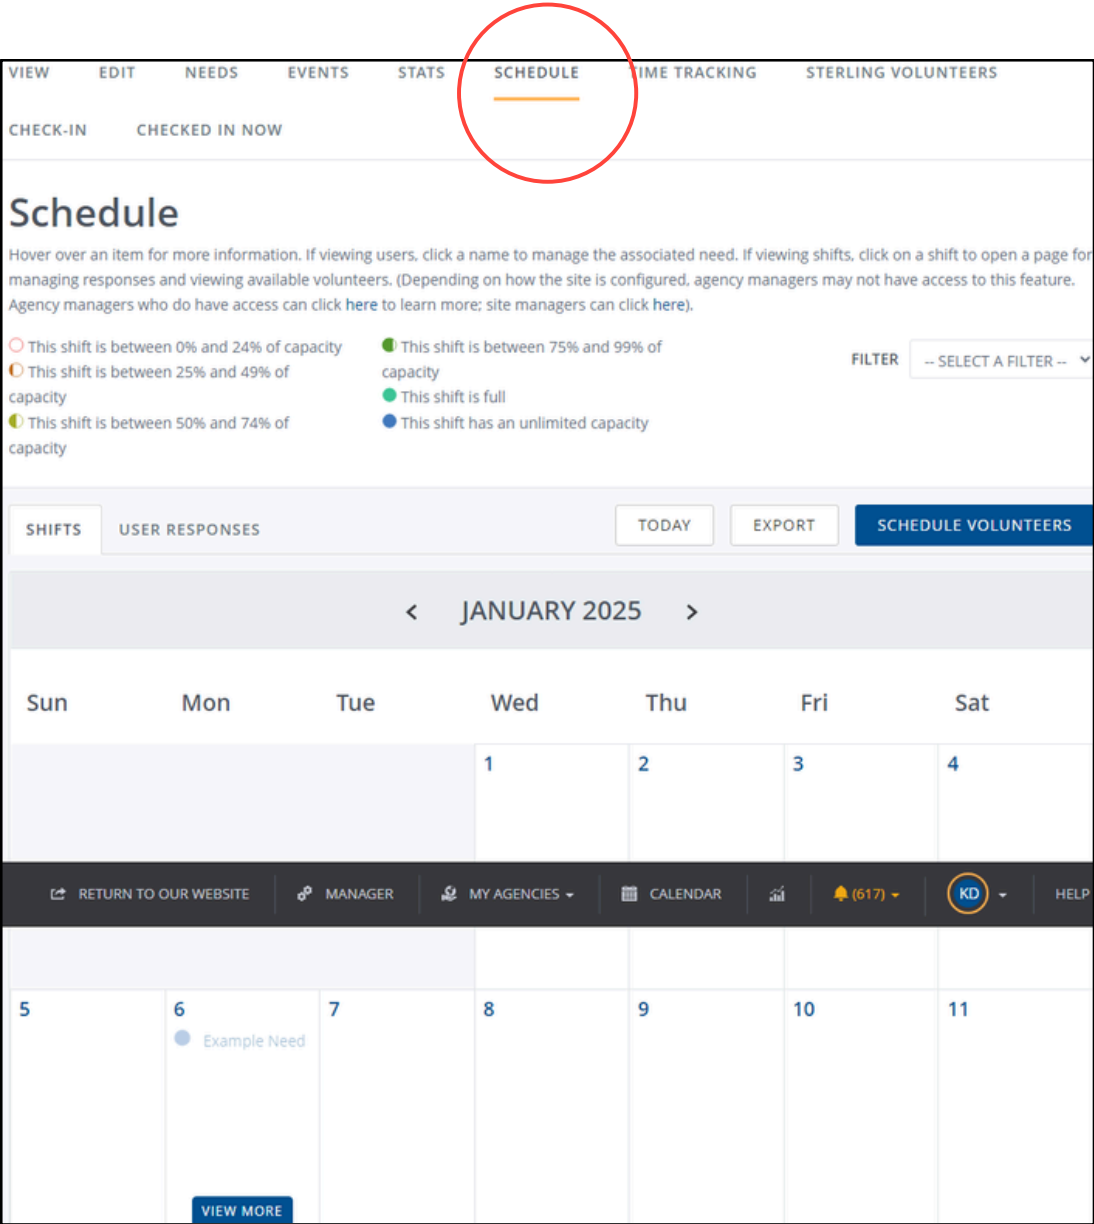 VIEW EDIT NEEDS EVENTS STATS SCHEDULE TIME TRACKING STERLING VOLUNTEERS
CHECK-IN CHECKED IN NOW
Schedule
Hover over an item for more information. If viewing users, click a name to manage the associated need. If viewing shifts, click on a shift to open a page for
managing responses and viewing available volunteers. (Depending on how the site is configured, agency managers may not have access to this feature.
Agency managers who do have access can click here to learn more; site managers can click here).
This shift is between 0% and 24% of capacity
This shift is between 25% and 49% of
capacity
This shift is between 50% and 74% of
capacity
This shift is between 75% and 99% of
capacity
This shift is full
This shift has an unlimited capacity
FILTER -- SELECT A FILTER --
SHIFTS USER RESPONSES TODAY EXPORT SCHEDULE VOLUNTEERS
< JANUARY 2025 >
Sun Mon Tue Wed Thu Fri Sat
1 2 3 4
RETURN TO OUR WEBSITE MANAGER MY AGENCIES CALENDAR (617) KD HELP
5 6 7 8 9 10 11
Example Need
VIEW MORE